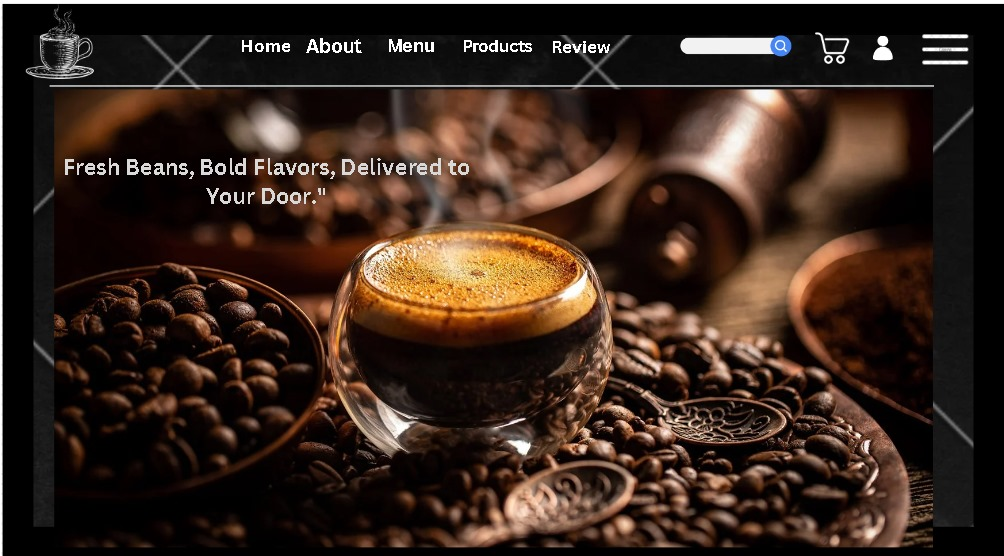 Home About Menu Products Review
Fresh Beans, Bold Flavors, Delivered to
Your Door."